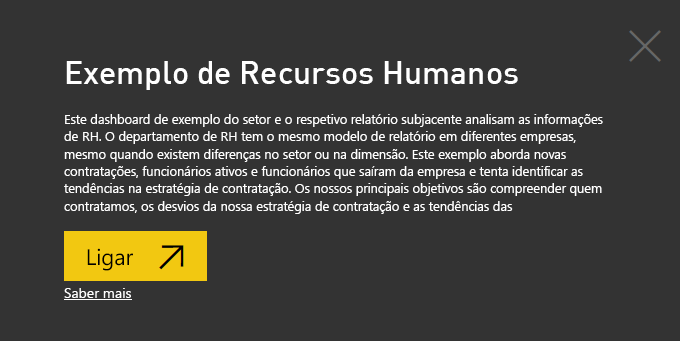 Exemplo de Recursos Humanos
Este dashboard de exemplo do setor e o respetivo relatório subjacente analisam as informações
de RH. O departamento de RH tem o mesmo modelo de relatório em diferentes empresas,
mesmo quando existem diferenças no setor ou na dimensão. Este exemplo aborda novas
contratações, funcionários ativos e funcionários que saíram da empresa e tenta identificar as
tendências na estratégia de contratação. Os nossos principais objetivos são compreender quem
contratamos, os desvios da nossa estratégia de contratação e as tendências das
Ligar
Saber mais